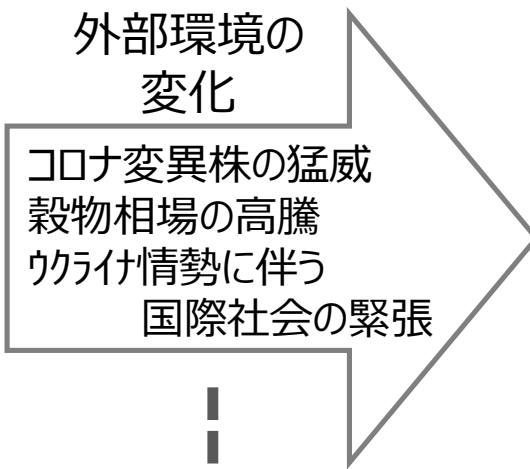 外部環境の
変化
コロナ変異株の猛威
穀物相場の高騰
ｳｸﾗｲﾅ情勢に伴う
国際社会の緊張